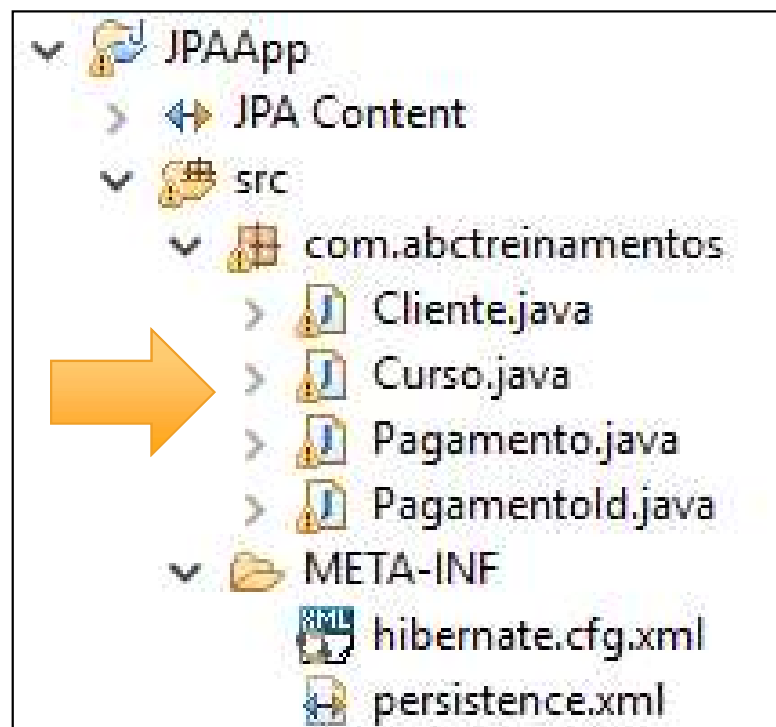 JPAApp
JPA Content
src
com.abctreinamentos
Cliente.java
Curso.java
Pagamento.java
PagamentoId.java
META-INF
hibernate.cfg.xml
persistence.xml